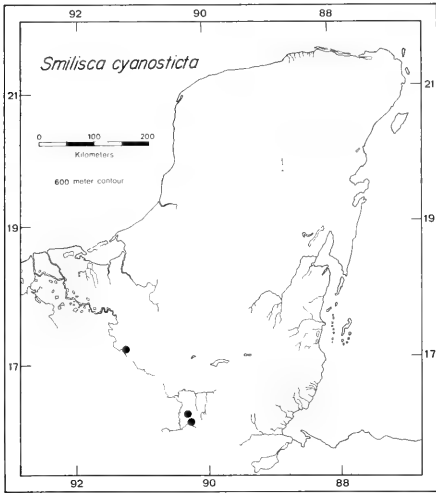 92 90 88
Smilisca cyanosticta
21 21
0 100 200
Kilometers
600 meter contour
19 19
17 17
92 90 88